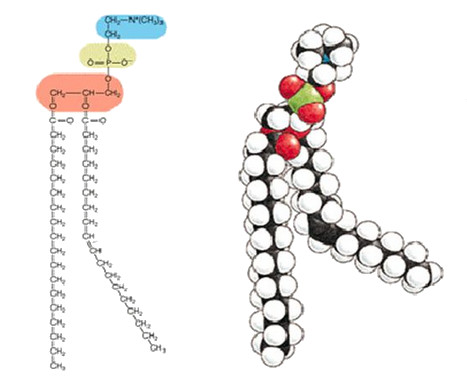 CH₂—N⁺(CH₃)₃
CH₂
O
O=P—O⁻
O
CH₂ CH CH₂
O O
C=O C=O
CH₂ CH₂
CH₂ CH₂
CH₂ CH₂
CH₂ CH₂
CH₂ CH₂
CH₂ CH₂
CH₂ CH₂
CH₂ CH
CH₂ CH
CH₂ CH₂
CH₂ CH₂
CH₂ CH₂
CH₂ CH₂
CH₂ CH₂
CH₂ CH₂
CH₂ CH₂
CH₃ CH₃